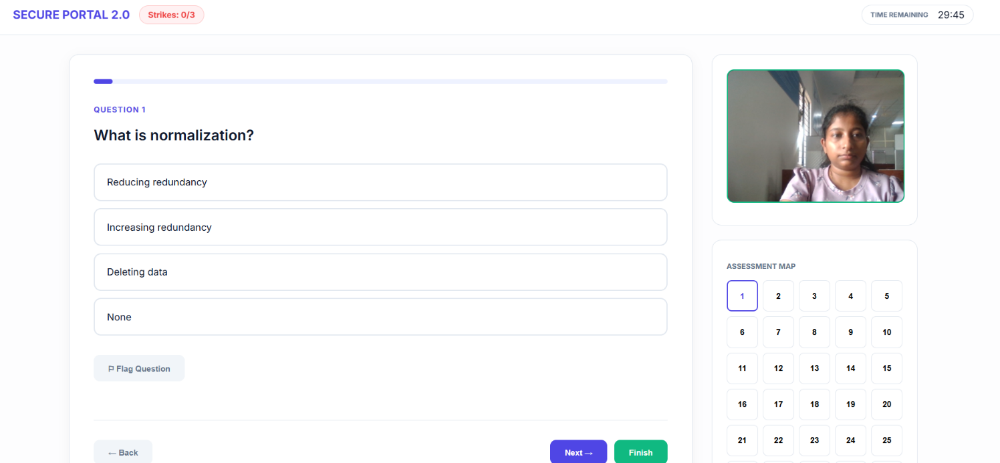 SECURE PORTAL 2.0 Strikes: 0/3 TIME REMAINING 29:45
QUESTION 1
What is normalization?
Reducing redundancy
Increasing redundancy
Deleting data
None
⚐ Flag Question
← Back Next → Finish
ASSESSMENT MAP
1 2 3 4 5
6 7 8 9 10
11 12 13 14 15
16 17 18 19 20
21 22 23 24 25